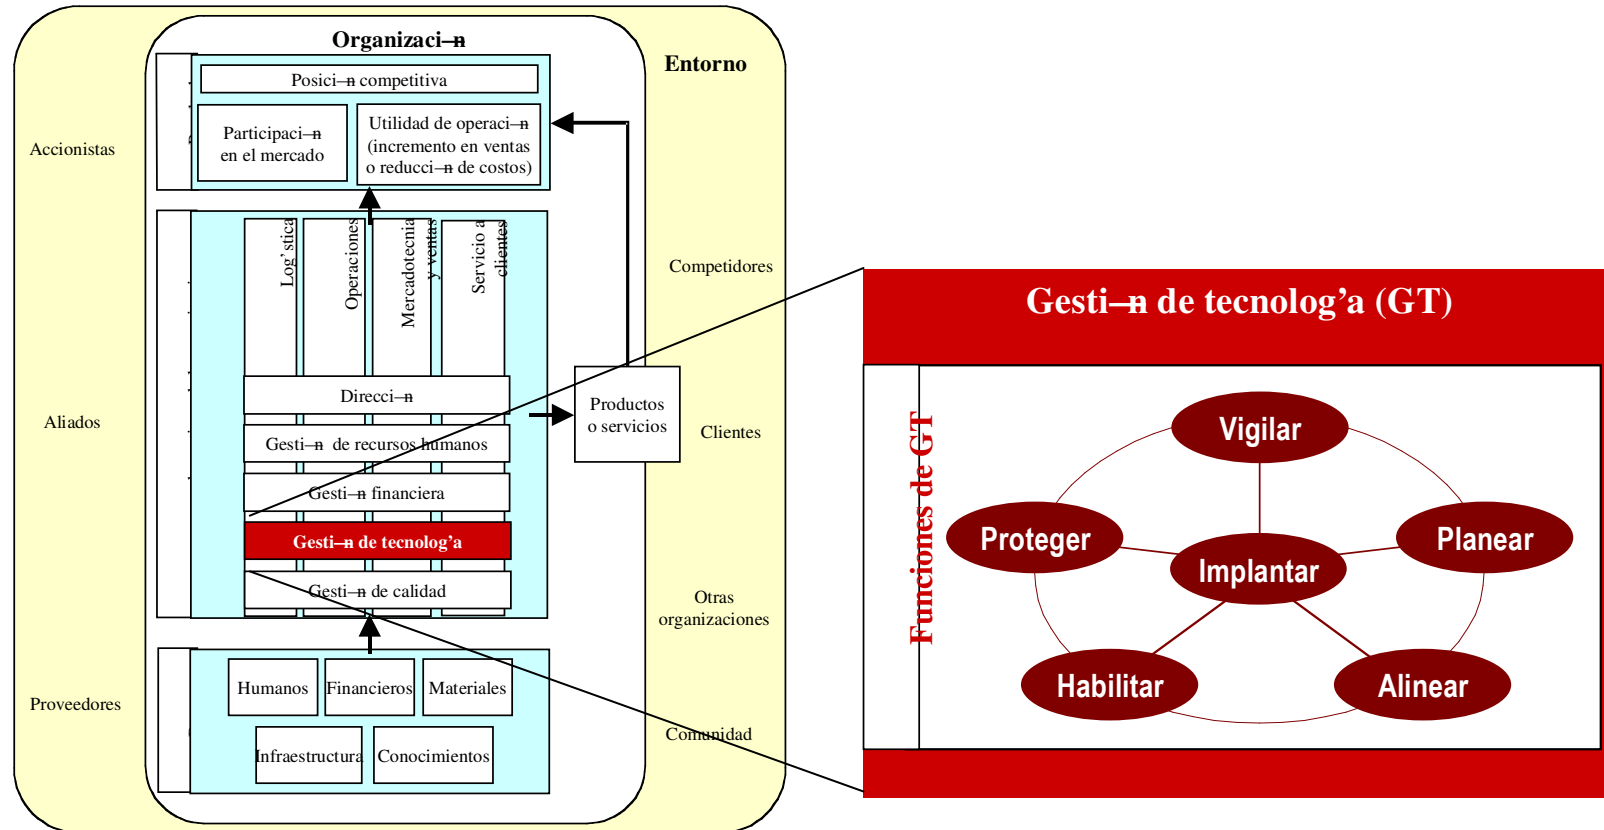 Organizaci—n
Entorno
Posici—n competitiva
Participaci—n
en el mercado
Utilidad de operaci—n
(incremento en ventas
o reducci—n de costos)
Accionistas
Aliados
Proveedores
Log’stica
Operaciones
Mercadotecnia
y ventas
Servicio a
clientes
Direcci—n
Gesti—n de recursos humanos
Gesti—n financiera
Gesti—n de tecnolog’a
Gesti—n de calidad
Productos
o servicios
Competidores
Clientes
Otras
organizaciones
Comunidad
Humanos
Financieros
Materiales
Infraestructura
Conocimientos
Gesti—n de tecnolog’a (GT)
Funciones de GT
Vigilar
Proteger
Planear
Implantar
Habilitar
Alinear